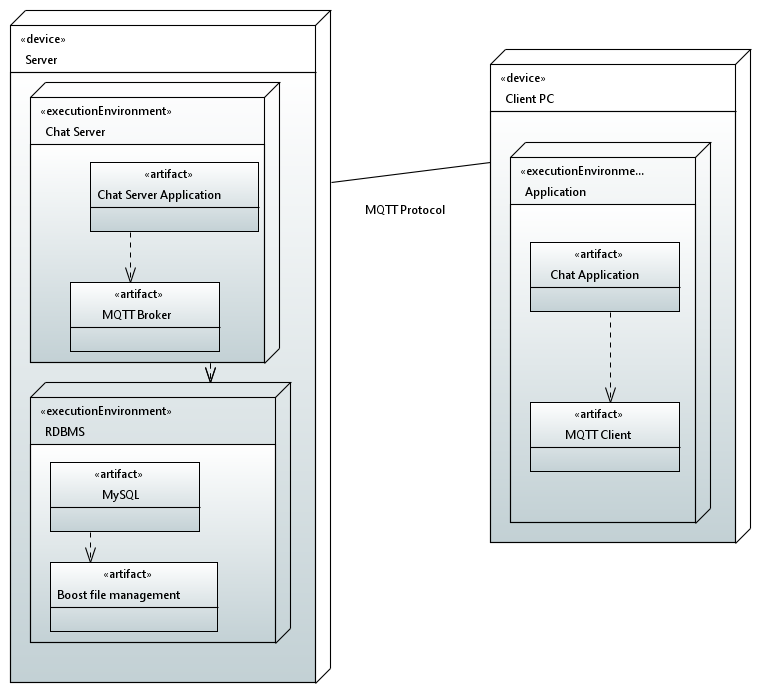 «device»
Server
«executionEnvironment»
Chat Server
«artifact»
Chat Server Application
«artifact»
MQTT Broker
«executionEnvironment»
RDBMS
«artifact»
MySQL
«artifact»
Boost file management
MQTT Protocol
«device»
Client PC
«executionEnvironme...
Application
«artifact»
Chat Application
«artifact»
MQTT Client